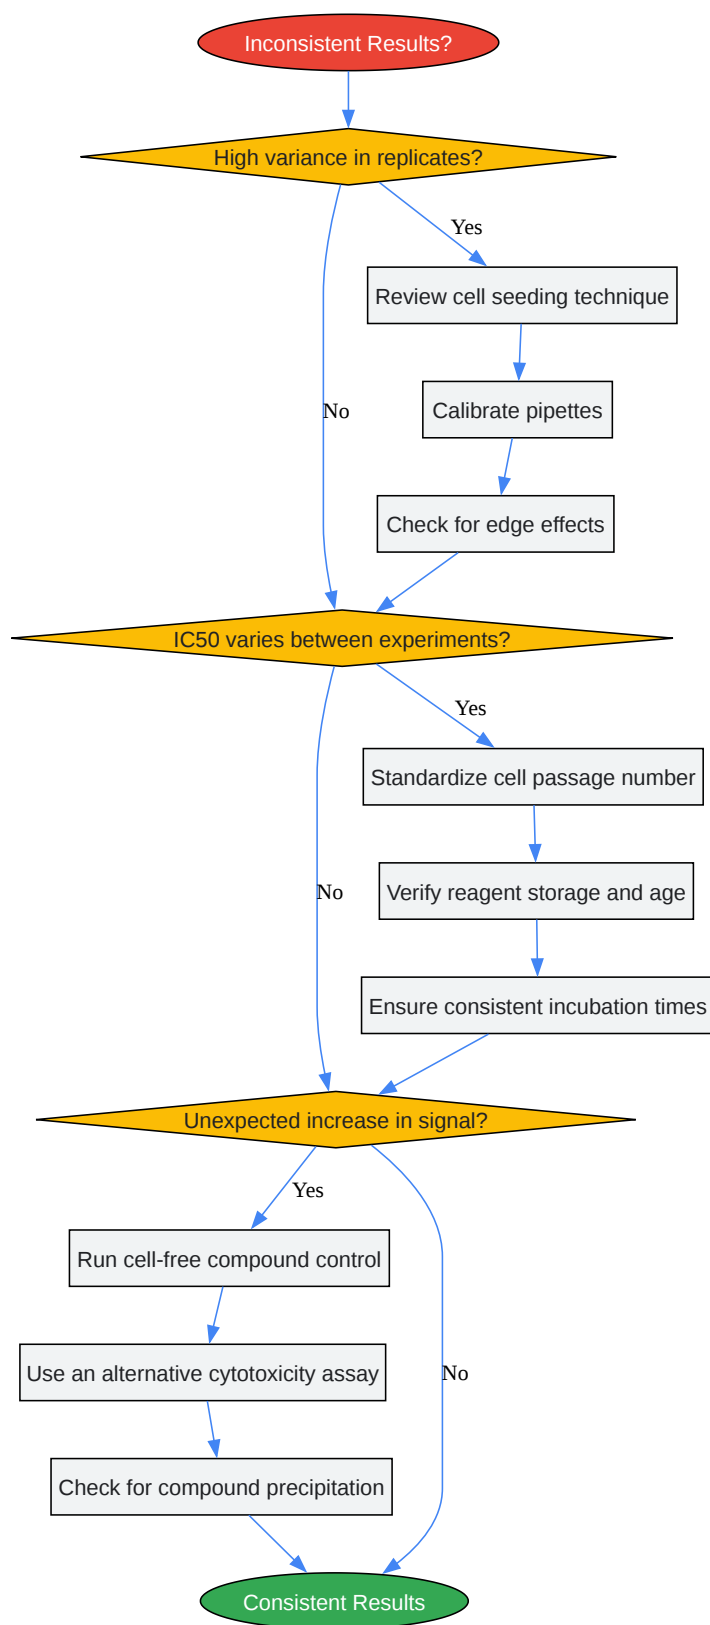 Inconsistent Results?
High variance in replicates?
Yes
Review cell seeding technique
Calibrate pipettes
No
Check for edge effects
IC50 varies between experiments?
Yes
Standardize cell passage number
Verify reagent storage and age
No
Ensure consistent incubation times
Unexpected increase in signal?
Yes
Run cell-free compound control
Use an alternative cytotoxicity assay
No
Check for compound precipitation
Consistent Results